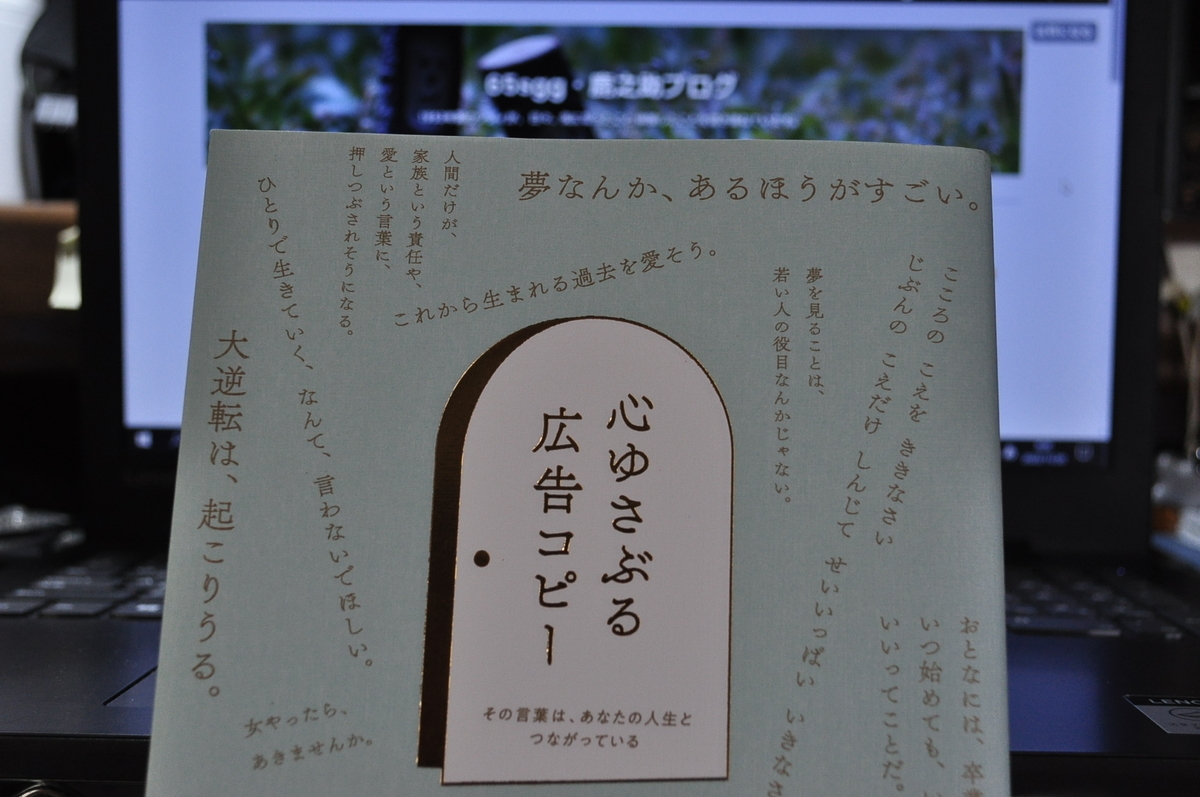 65sgg・鹿之助ブログ
夢なんか、あるほうがすごい。
人間だけが、
家族という責任や、
愛という言葉に、
押しつぶされそうになる。
これから生まれる過去を愛そう。
ひとりで生きていく、なんて、言わないでほしい。
大逆転は、起こりうる。
女やったら、
あきませんか。
こころの こえを ききなさい
じぶんの こえだけ しんじて せいいっぱい いきなさ
夢を見ることは、
若い人の役目なんかじゃない。
おとなには、卒業
いつ始めても、い
いいってことだ。
心ゆさぶる
広告コピー
その言葉は、あなたの人生と
つながっている